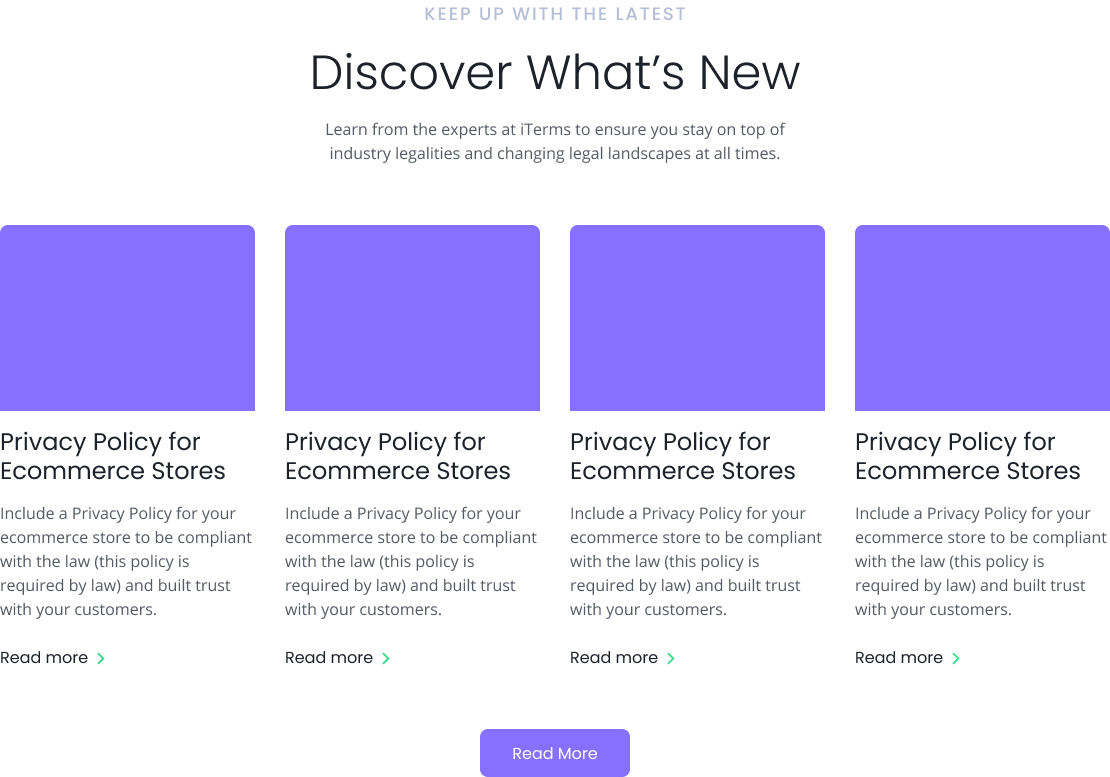 KEEP UP WITH THE LATEST
Discover What’s New
Learn from the experts at iTerms to ensure you stay on top of
industry legalities and changing legal landscapes at all times.
Privacy Policy for
Ecommerce Stores
Include a Privacy Policy for your
ecommerce store to be compliant
with the law (this policy is
required by law) and built trust
with your customers.
Read more
Privacy Policy for
Ecommerce Stores
Include a Privacy Policy for your
ecommerce store to be compliant
with the law (this policy is
required by law) and built trust
with your customers.
Read more
Privacy Policy for
Ecommerce Stores
Include a Privacy Policy for your
ecommerce store to be compliant
with the law (this policy is
required by law) and built trust
with your customers.
Read more
Privacy Policy for
Ecommerce Stores
Include a Privacy Policy for your
ecommerce store to be compliant
with the law (this policy is
required by law) and built trust
with your customers.
Read more
Read More